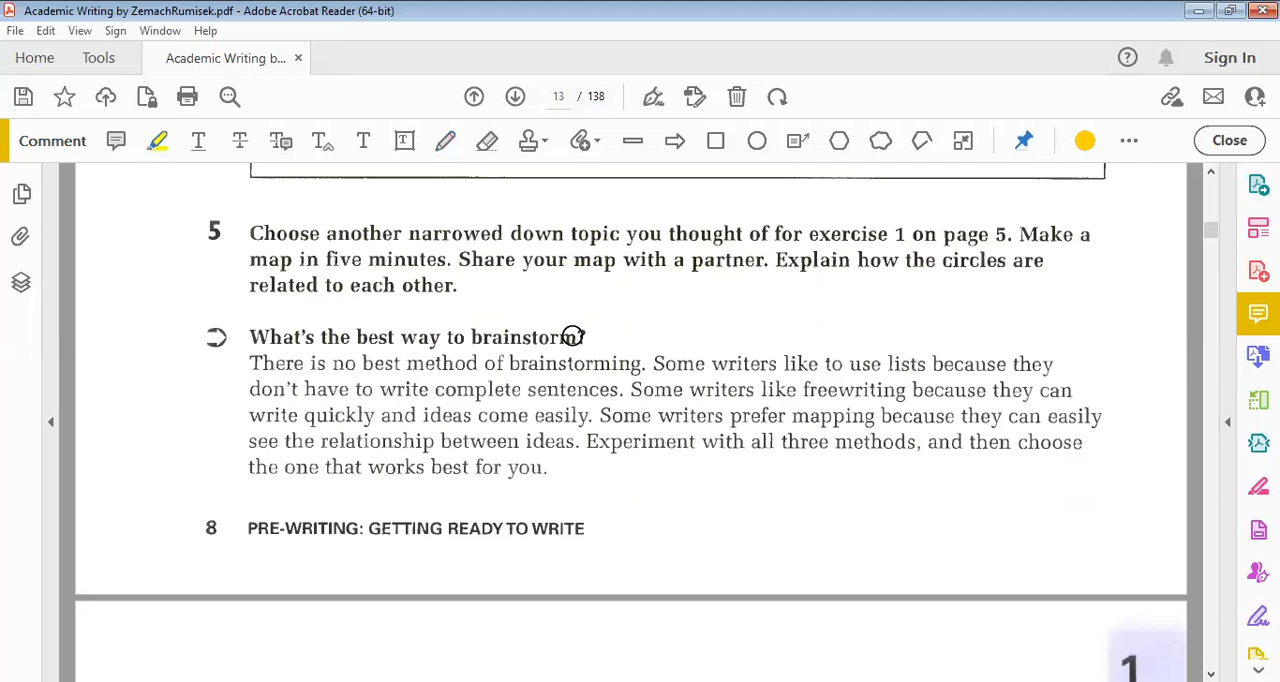 Academic Writing by ZemachRumisek.pdf - Adobe Acrobat Reader (64-bit)
File Edit View Sign Window Help
Home Tools Academic Writing b... × Sign In
13 / 138
Comment Close
5 Choose another narrowed down topic you thought of for exercise 1 on page 5. Make a
map in five minutes. Share your map with a partner. Explain how the circles are
related to each other.
What's the best way to brainstorm?
There is no best method of brainstorming. Some writers like to use lists because they
don't have to write complete sentences. Some writers like freewriting because they can
write quickly and ideas come easily. Some writers prefer mapping because they can easily
see the relationship between ideas. Experiment with all three methods, and then choose
the one that works best for you.
8 PRE-WRITING: GETTING READY TO WRITE
1